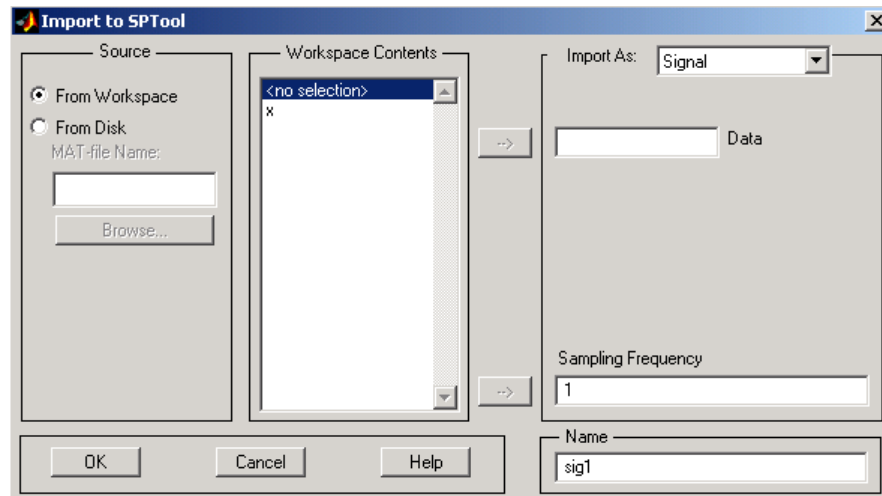 Import to SPTool
Source
From Workspace
From Disk
MAT-file Name:
Browse...
Workspace Contents
<no selection>
x
-->
-->
Import As:
Signal
Data
Sampling Frequency
1
OK
Cancel
Help
Name
sig1